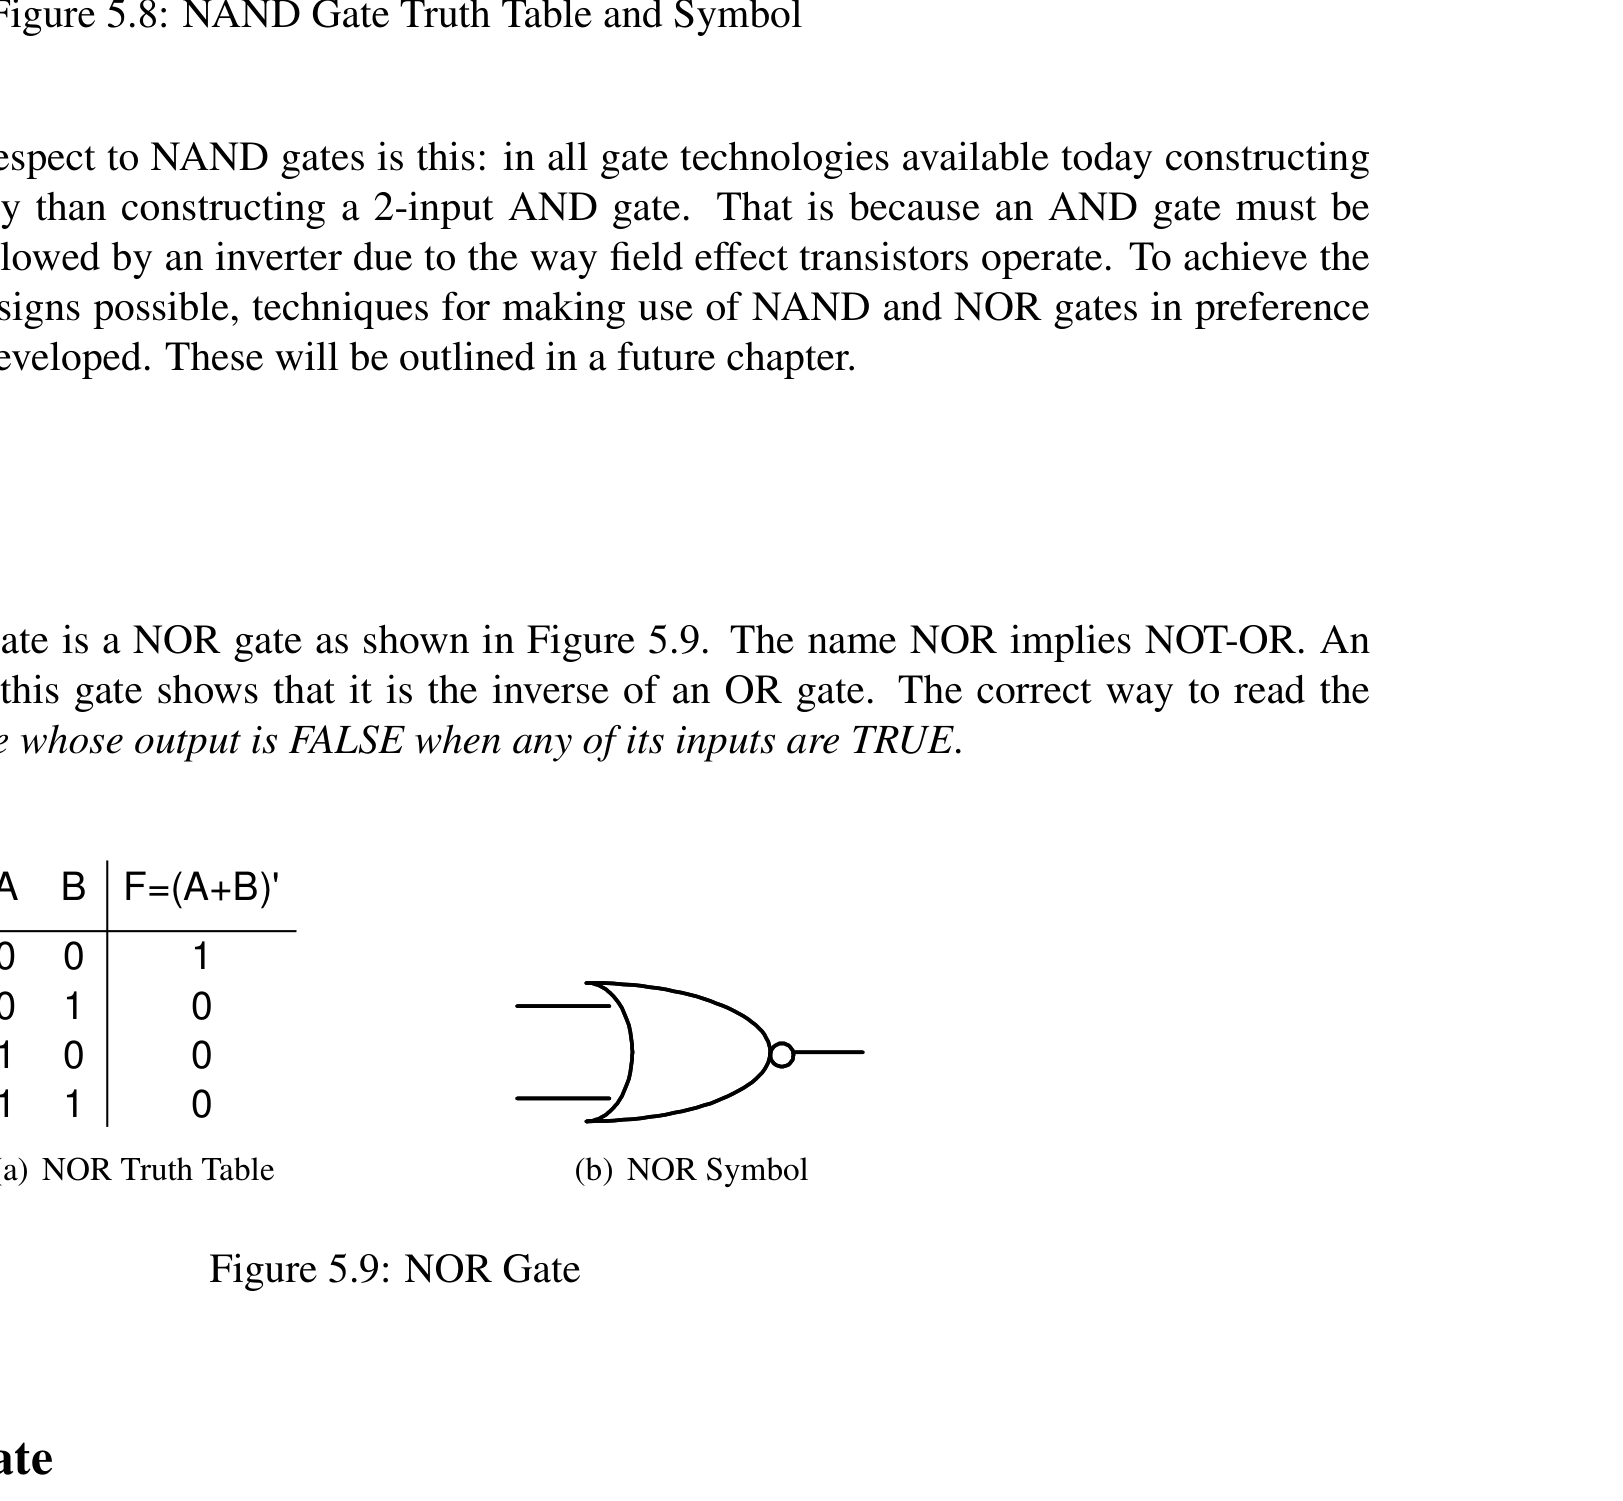 Figure 5.8: NAND Gate Truth Table and Symbol
to NAND gates is this: in all gate technologies available today constructing
than constructing a 2-input AND gate. That is because an AND gate must be
by an inverter due to the way field effect transistors operate. To achieve the
possible, techniques for making use of NAND and NOR gates in preference
These will be outlined in a future chapter.
is a NOR gate as shown in Figure 5.9. The name NOR implies NOT-OR. An
this gate shows that it is the inverse of an OR gate. The correct way to read the
whose output is FALSE when any of its inputs are TRUE.
A B F=(A+B)'
0 0 1
0 1 0
1 0 0
1 1 0
(a) NOR Truth Table
(b) NOR Symbol
Figure 5.9: NOR Gate